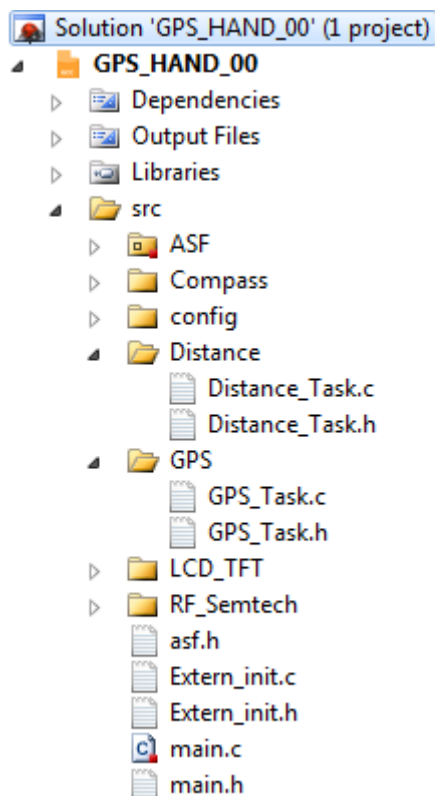 Solution 'GPS_HAND_00' (1 project)
GPS_HAND_00
Dependencies
Output Files
Libraries
src
ASF
Compass
config
Distance
Distance_Task.c
Distance_Task.h
GPS
GPS_Task.c
GPS_Task.h
LCD_TFT
RF_Semtech
asf.h
Extern_init.c
Extern_init.h
main.c
main.h